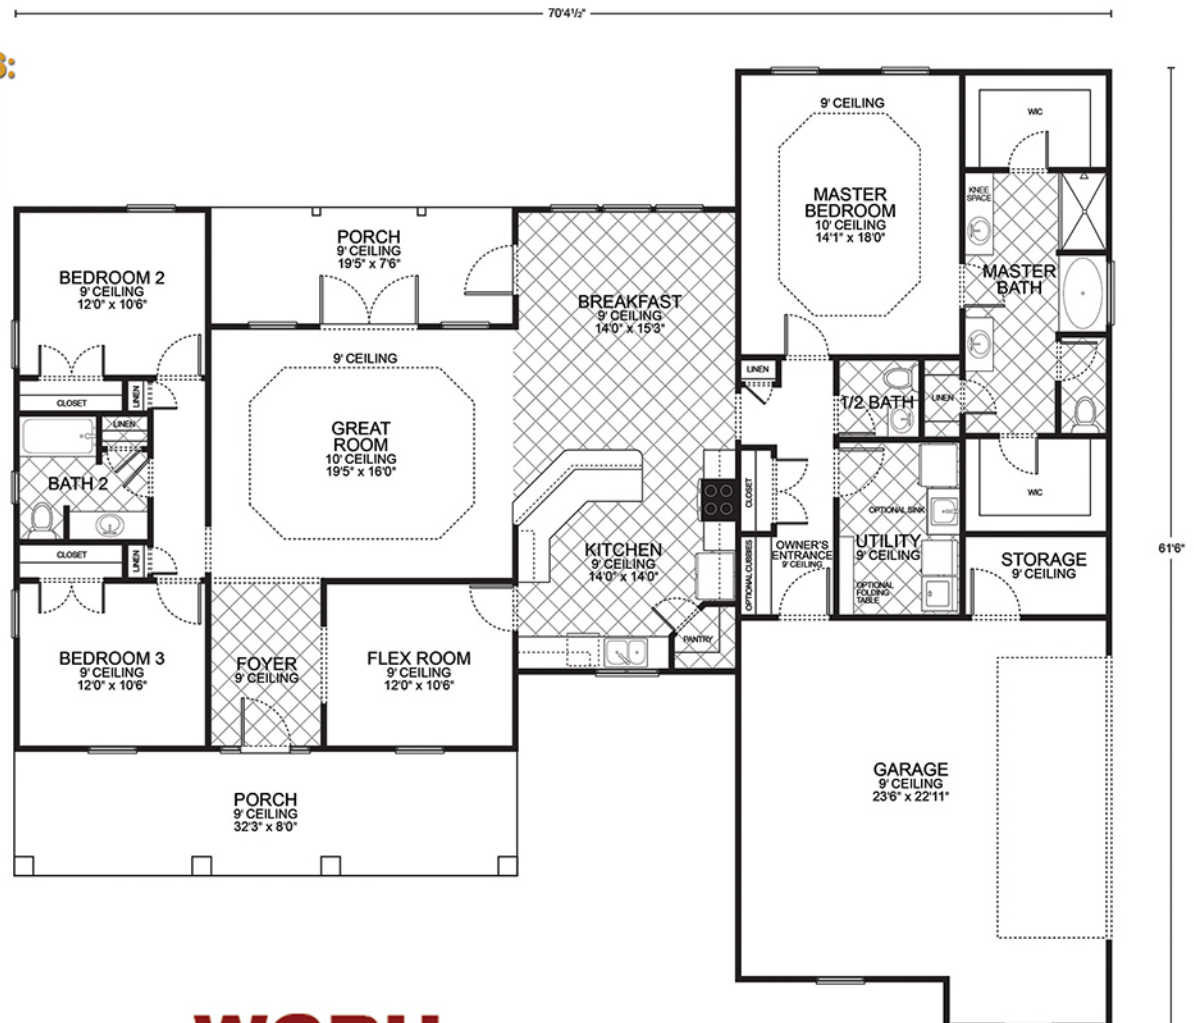 70'4½"
S:
9' CEILING
MASTER
BEDROOM
10' CEILING
14'1" x 18'0"
WIC
KNEE
SPACE
MASTER
BATH
BEDROOM 2
9' CEILING
12'0" x 10'6"
PORCH
9' CEILING
19'5" x 7'6"
BREAKFAST
9' CEILING
14'0" x 15'3"
9' CEILING
GREAT
ROOM
10' CEILING
19'5" x 16'0"
CLOSET
LINEN
LINEN
BATH 2
CLOSET
LINEN
LINEN
1/2 BATH
LINEN
CLOSET
OPTIONAL SINK
UTILITY
9' CEILING
OPTIONAL
FOLDING
TABLE
WIC
61'6"
KITCHEN
9' CEILING
14'0" x 14'0"
OWNER'S
ENTRANCE
9' CEILING
OPTIONAL CUBBIES
STORAGE
9' CEILING
PANTRY
BEDROOM 3
9' CEILING
12'0" x 10'6"
FOYER
9' CEILING
FLEX ROOM
9' CEILING
12'0" x 10'6"
PORCH
9' CEILING
32'3" x 8'0"
GARAGE
9' CEILING
23'6" x 22'11"